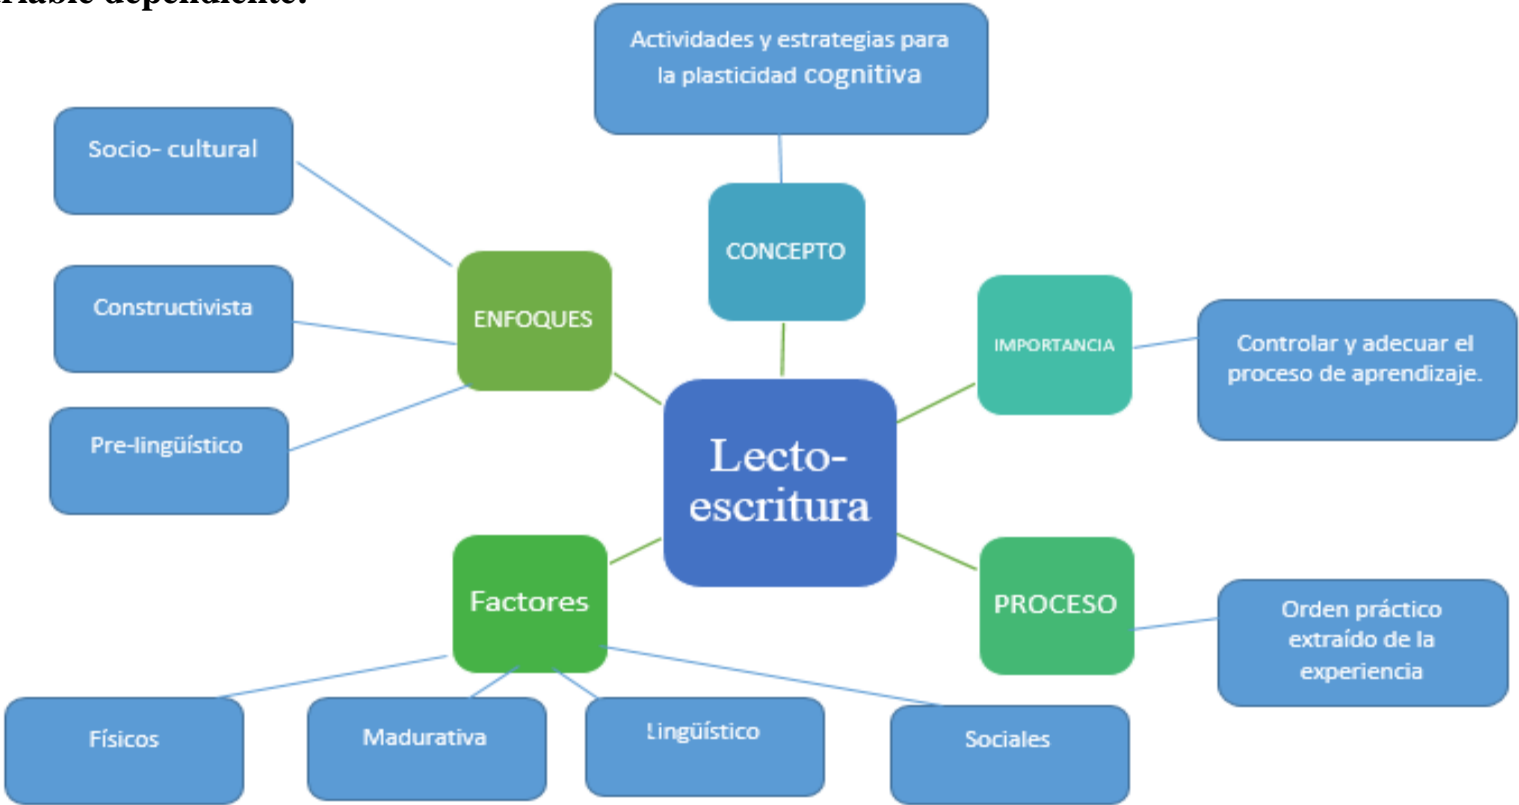 dependiente.
Actividades y estrategias para
la plasticidad cognitiva
Socio- cultural
CONCEPTO
Constructivista
ENFOQUES
IMPORTANCIA
Controlar y adecuar el
proceso de aprendizaje.
Pre-lingüístico
Lecto-
escritura
Factores
PROCESO
Orden práctico
extraído de la
experiencia
Físicos
Madurativa
Lingüístico
Sociales